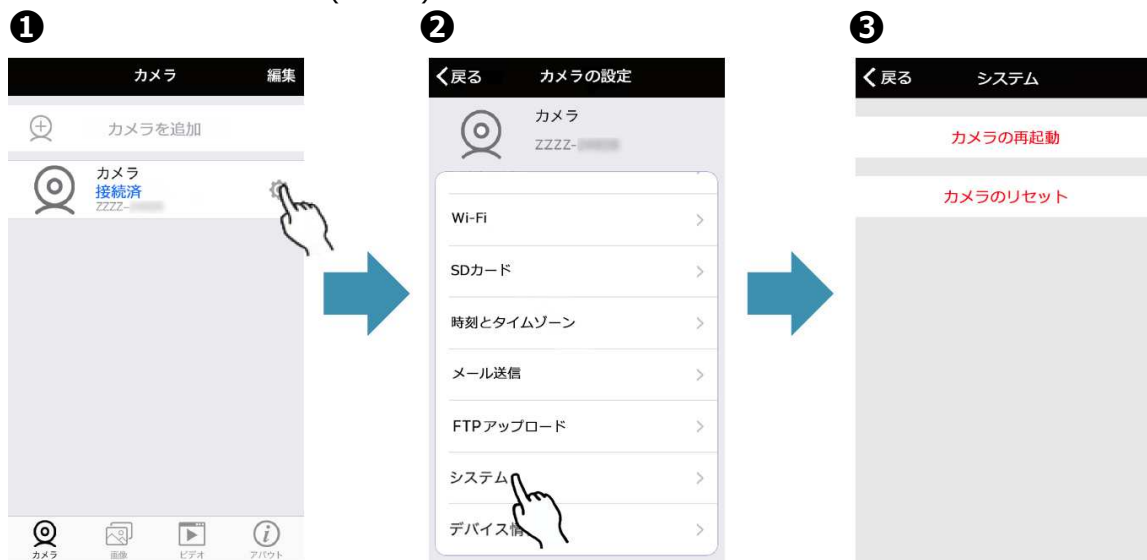 ❶
カメラ 編集
カメラを追加
カメラ
接続済
ZZZZ-
カメラ 画像 ビデオ アバウト
❷
戻る カメラの設定
カメラ
ZZZZ-
Wi-Fi
SDカード
時刻とタイムゾーン
メール送信
FTPアップロード
システム
デバイス情
❸
戻る システム
カメラの再起動
カメラのリセット